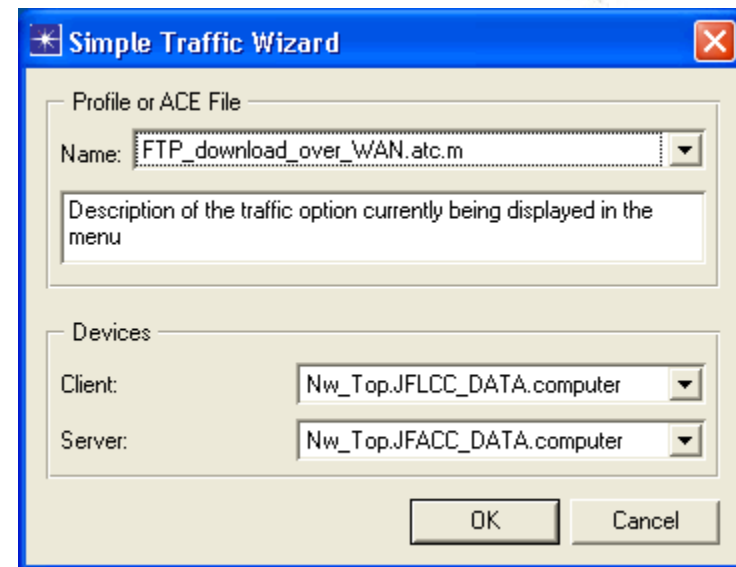 Simple Traffic Wizard
Profile or ACE File
Name: FTP_download_over_WAN.atc.m
Description of the traffic option currently being displayed in the
menu
Devices
Client: Nw_Top.JFLCC_DATA.computer
Server: Nw_Top.JFACC_DATA.computer
OK Cancel